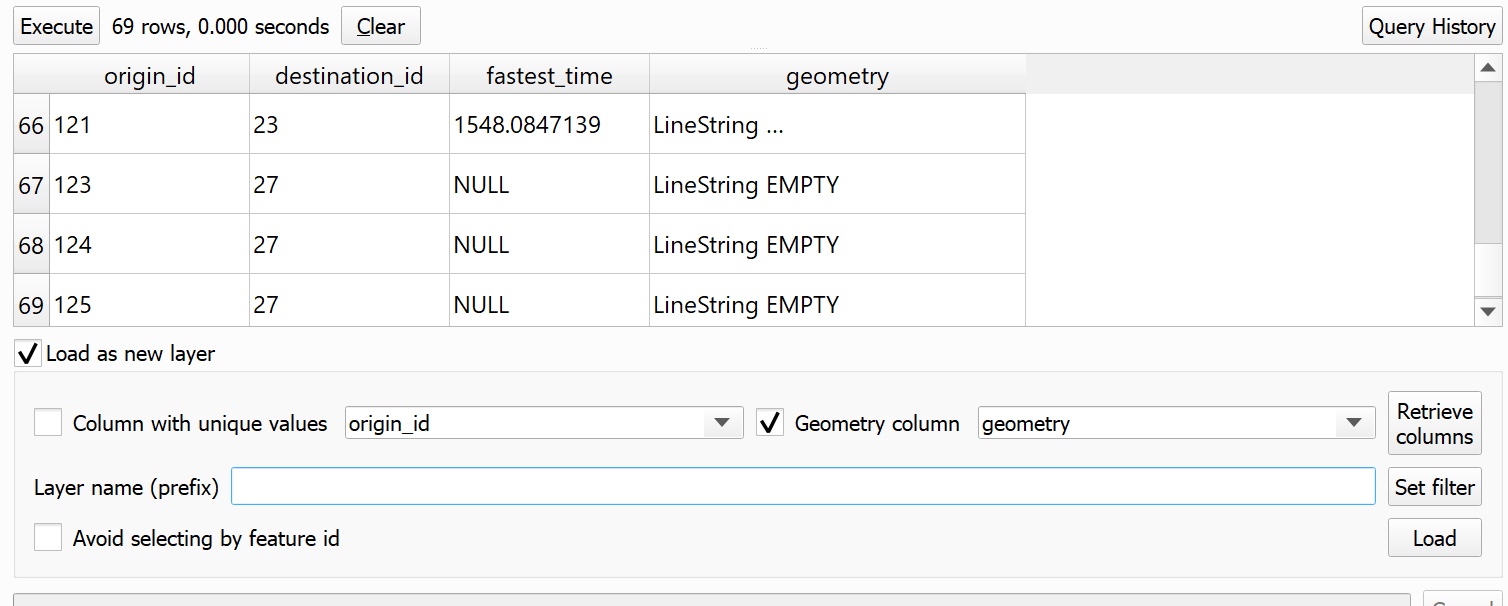 Execute 69 rows, 0.000 seconds Clear Query History
origin_id destination_id fastest_time geometry
66 121 23 1548.0847139 LineString ...
67 123 27 NULL LineString EMPTY
68 124 27 NULL LineString EMPTY
69 125 27 NULL LineString EMPTY
Load as new layer
Column with unique values origin_id Geometry column geometry Retrieve columns
Layer name (prefix) Set filter
Avoid selecting by feature id Load